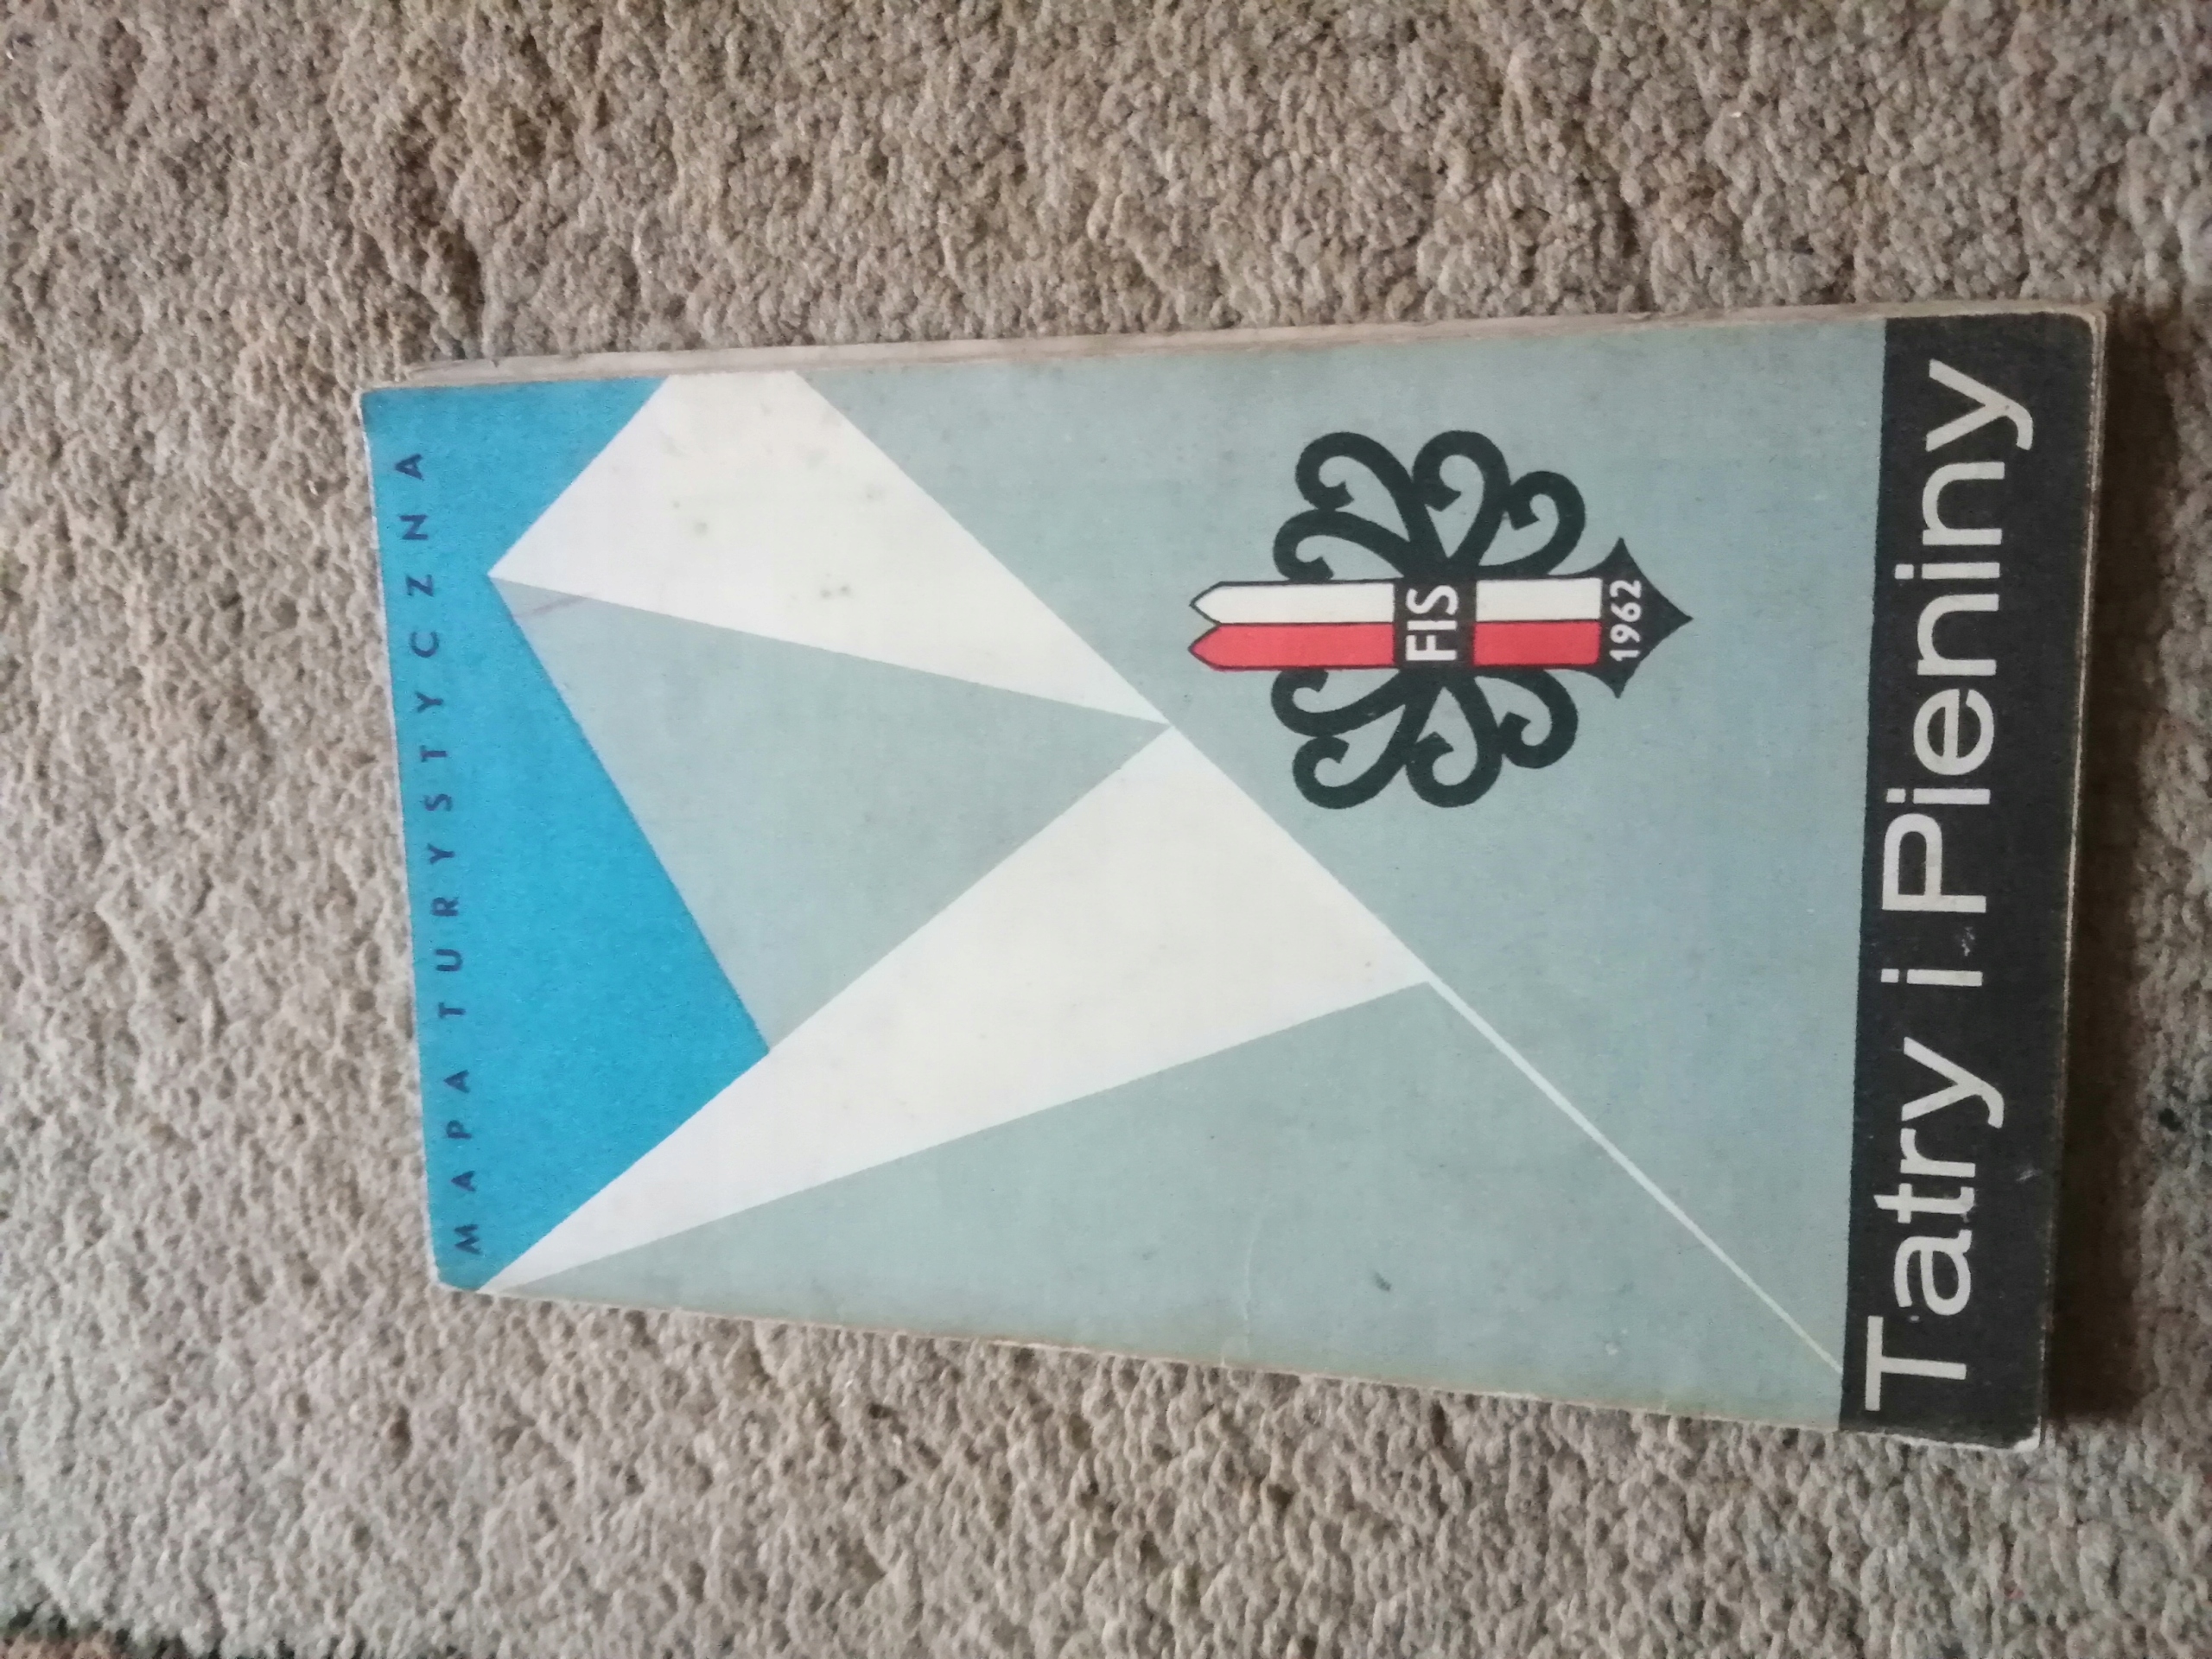 MAPA TURYSTYCZNA
FIS
1962
Tatry i Pieniny